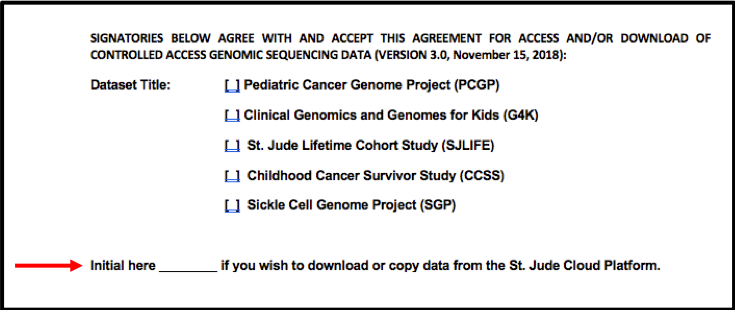 SIGNATORIES BELOW AGREE WITH AND ACCEPT THIS AGREEMENT FOR ACCESS AND/OR DOWNLOAD OF
CONTROLLED ACCESS GENOMIC SEQUENCING DATA (VERSION 3.0, November 15, 2018):
Dataset Title: [_] Pediatric Cancer Genome Project (PCGP)
[_] Clinical Genomics and Genomes for Kids (G4K)
[_] St. Jude Lifetime Cohort Study (SJLIFE)
[_] Childhood Cancer Survivor Study (CCSS)
[_] Sickle Cell Genome Project (SGP)
Initial here ________ if you wish to download or copy data from the St. Jude Cloud Platform.